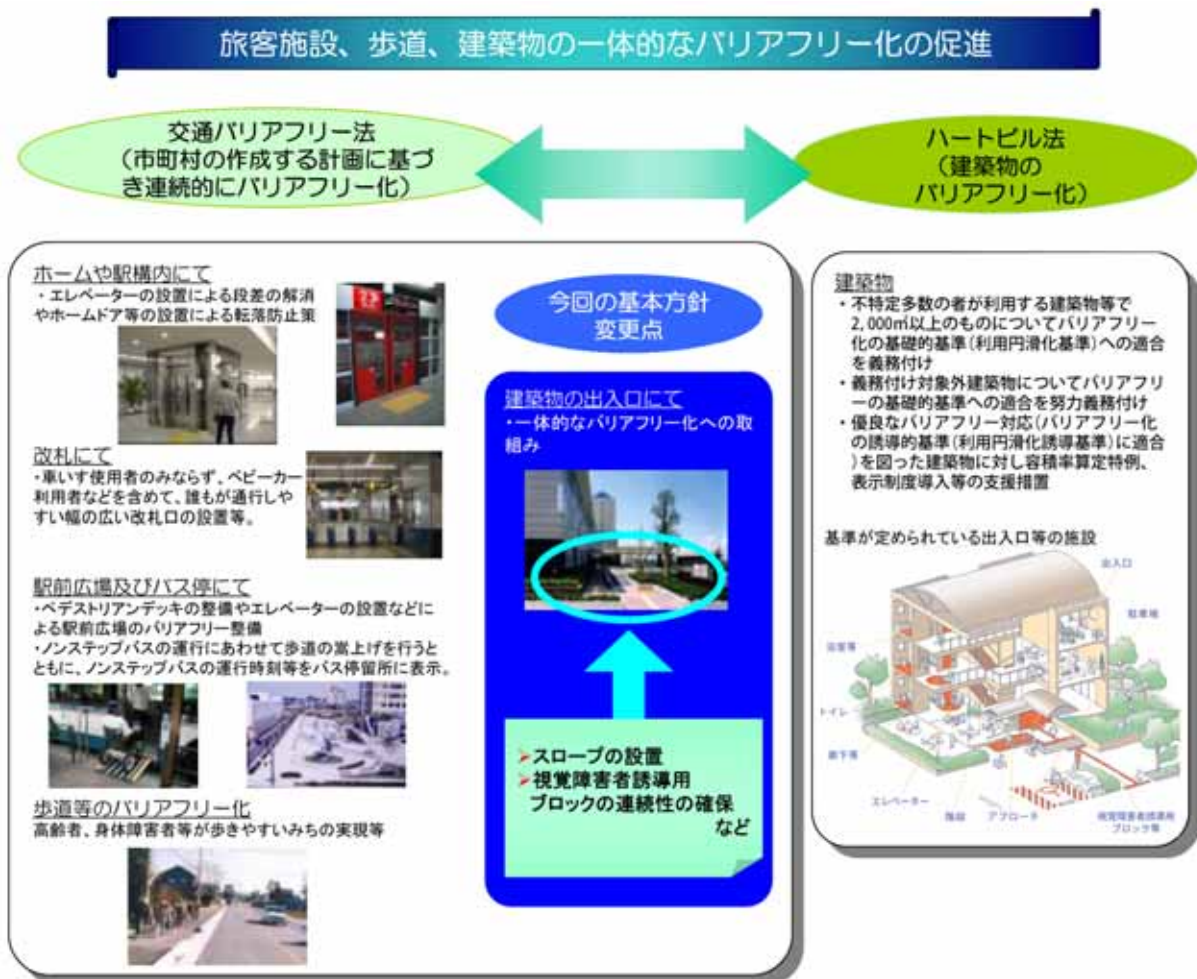 旅客施設、歩道、建築物の一体的なバリアフリー化の促進
交通バリアフリー法
(市町村の作成する計画に基づ
き連続的にバリアフリー化)
ハートビル法
(建築物の
バリアフリー化)
ホームや駅構内にて
・エレベーターの設置による段差の解消
やホームドア等の設置による転落防止策
改札にて
・車いす使用者のみならず、ベビーカー
利用者などを含めて、誰もが通行しや
すい幅の広い改札口の設置等。
駅前広場及びバス停にて
・ペデストリアンデッキの整備やエレベーターの設置などに
よる駅前広場のバリアフリー整備
・ノンステップバスの運行にあわせて歩道の嵩上げを行うと
ともに、ノンステップバスの運行時刻等をバス停留所に表示。
歩道等のバリアフリー化
高齢者、身体障害者等が歩きやすいみちの実現等
今回の基本方針
変更点
建築物の出入口にて
・一体的なバリアフリー化への取
組み
➢スロープの設置
➢視覚障害者誘導用
ブロックの連続性の確保
など
建築物
・不特定多数の者が利用する建築物等で
2,000㎡以上のものについてバリアフリー
化の基礎的基準(利用円滑化基準)への適合
を義務付け
・義務付け対象外建築物についてバリアフリ
ーの基礎的基準への適合を努力義務付け
・優良なバリアフリー対応(バリアフリー化
の誘導的基準(利用円滑化誘導基準)に適合
)を図った建築物に対し容積率算定特例、
表示制度導入等の支援措置
基準が定められている出入口等の施設
出入口
駐車場
浴室等
トイレ
廊下等
エレベーター
階段
アプローチ
視覚障害者誘導用
ブロック等